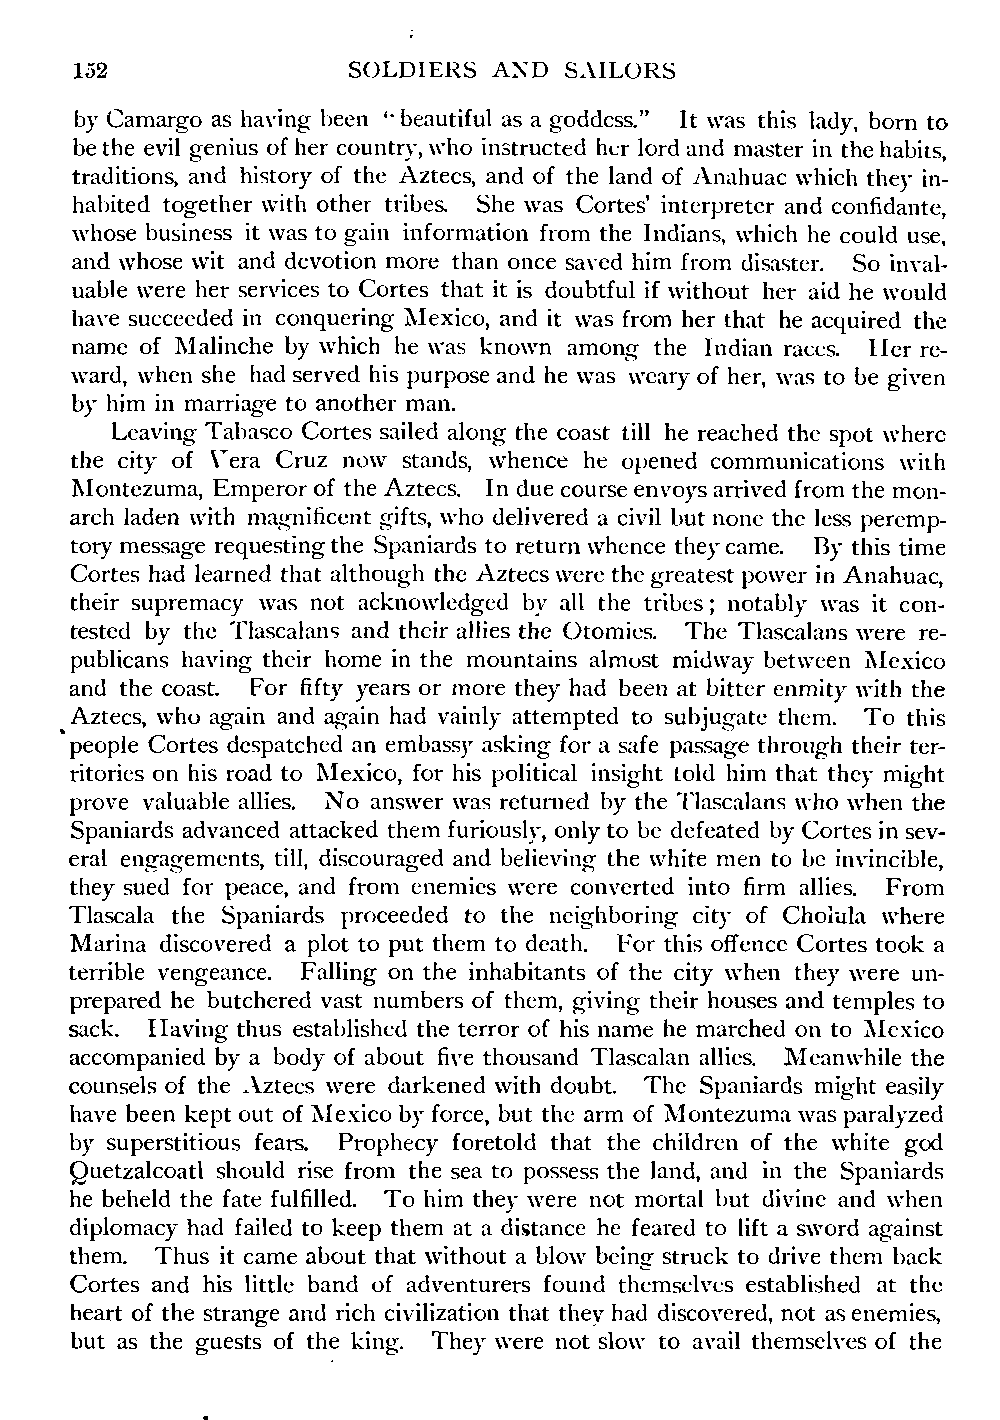 152 SOLDIERS AND SAILORS
by Camargo as having been “beautiful as a goddess.” It was this lady, born to
be the evil genius of her country, who instructed her lord and master in the habits,
traditions, and history of the Aztecs, and of the land of Anahuac which they in-
habited together with other tribes. She was Cortes' interpreter and confidante,
whose business it was to gain information from the Indians, which he could use,
and whose wit and devotion more than once saved him from disaster. So inval-
uable were her services to Cortes that it is doubtful if without her aid he would
have succeeded in conquering Mexico, and it was from her that he acquired the
name of Malinche by which he was known among the Indian races. Her re-
ward, when she had served his purpose and he was weary of her, was to be given
by him in marriage to another man.
Leaving Tabasco Cortes sailed along the coast till he reached the spot where
the city of Vera Cruz now stands, whence he opened communications with
Montezuma, Emperor of the Aztecs. In due course envoys arrived from the mon-
arch laden with magnificent gifts, who delivered a civil but none the less peremp-
tory message requesting the Spaniards to return whence they came. By this time
Cortes had learned that although the Aztecs were the greatest power in Anahuac,
their supremacy was not acknowledged by all the tribes; notably was it con-
tested by the Tlascalans and their allies the Otomies. The Tlascalans were re-
publicans having their home in the mountains almost midway between Mexico
and the coast. For fifty years or more they had been at bitter enmity with the
Aztecs, who again and again had vainly attempted to subjugate them. To this
people Cortes despatched an embassy asking for a safe passage through their ter-
ritories on his road to Mexico, for his political insight told him that they might
prove valuable allies. No answer was returned by the Tlascalans who when the
Spaniards advanced attacked them furiously, only to be defeated by Cortes in sev-
eral engagements, till, discouraged and believing the white men to be invincible,
they sued for peace, and from enemies were converted into firm allies. From
Tlascala the Spaniards proceeded to the neighboring city of Cholula where
Marina discovered a plot to put them to death. For this offence Cortes took a
terrible vengeance. Falling on the inhabitants of the city when they were un-
prepared he butchered vast numbers of them, giving their houses and temples to
sack. Having thus established the terror of his name he marched on to Mexico
accompanied by a body of about five thousand Tlascalan allies. Meanwhile the
counsels of the Aztecs were darkened with doubt. The Spaniards might easily
have been kept out of Mexico by force, but the arm of Montezuma was paralyzed
by superstitious fears. Prophecy foretold that the children of the white god
Quetzalcoatl should rise from the sea to possess the land, and in the Spaniards
he beheld the fate fulfilled. To him they were not mortal but divine and when
diplomacy had failed to keep them at a distance he feared to lift a sword against
them. Thus it came about that without a blow being struck to drive them back
Cortes and his little band of adventurers found themselves established at the
heart of the strange and rich civilization that they had discovered, not as enemies,
but as the guests of the king. They were not slow to avail themselves of the